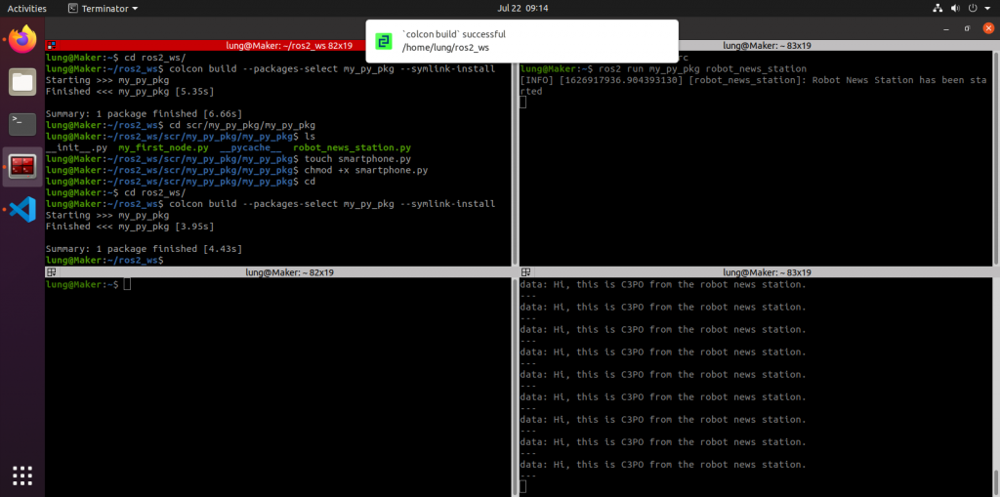 Activities
Terminator
Jul 22 09:14
`colcon build` successful
/home/lung/ros2_ws
lung@Maker: ~/ros2_ws 82x19
lung@Maker:~$ cd ros2_ws/
lung@Maker:~/ros2_ws$ colcon build --packages-select my_py_pkg --symlink-install
Starting >>> my_py_pkg
Finished <<< my_py_pkg [5.35s]
Summary: 1 package finished [6.66s]
lung@Maker:~/ros2_ws$ cd scr/my_py_pkg/my_py_pkg
lung@Maker:~/ros2_ws/scr/my_py_pkg/my_py_pkg$ ls
__init__.py my_first_node.py __pycache__ robot_news_station.py
lung@Maker:~/ros2_ws/scr/my_py_pkg/my_py_pkg$ touch smartphone.py
lung@Maker:~/ros2_ws/scr/my_py_pkg/my_py_pkg$ chmod +x smartphone.py
lung@Maker:~/ros2_ws/scr/my_py_pkg/my_py_pkg$ cd
lung@Maker:~$ cd ros2_ws/
lung@Maker:~/ros2_ws$ colcon build --packages-select my_py_pkg --symlink-install
Starting >>> my_py_pkg
Finished <<< my_py_pkg [3.95s]
Summary: 1 package finished [4.43s]
lung@Maker:~/ros2_ws$
lung@Maker: ~ 83x19
rc
lung@Maker:~$ ros2 run my_py_pkg robot_news_station
[INFO] [1626917936.904393130] [robot_news_station]: Robot News Station has been sta
rted
lung@Maker: ~ 82x19
lung@Maker:~$
lung@Maker: ~ 83x19
data: Hi, this is C3PO from the robot news station.
---
data: Hi, this is C3PO from the robot news station.
---
data: Hi, this is C3PO from the robot news station.
---
data: Hi, this is C3PO from the robot news station.
---
data: Hi, this is C3PO from the robot news station.
---
data: Hi, this is C3PO from the robot news station.
---
data: Hi, this is C3PO from the robot news station.
---
data: Hi, this is C3PO from the robot news station.
---
data: Hi, this is C3PO from the robot news station.
---